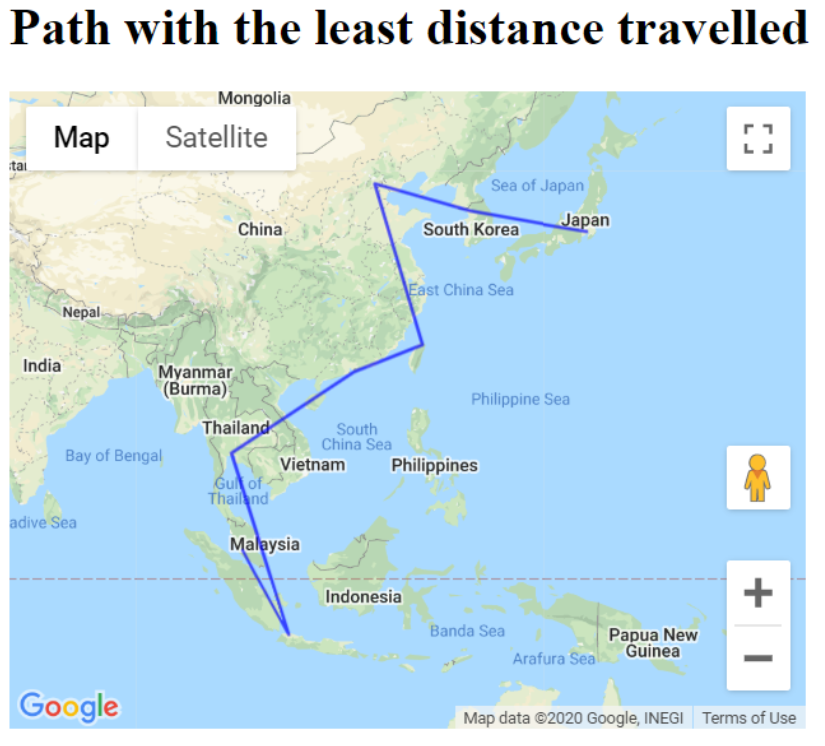 Path with the least distance travelled
Mongolia
Map
Satellite
star
Sea of Japan
Japan
China
South Korea
East China Sea
Nepal
India
Myanmar
(Burma)
Philippine Sea
Thailand
South
China Sea
Bay of Bengal
Vietnam
Philippines
Gulf of
Thailand
adive Sea
Malaysia
Indonesia
Banda Sea
Papua New
Guinea
Arafura Sea
Google
Map data ©2020 Google, INEGI
Terms of Use